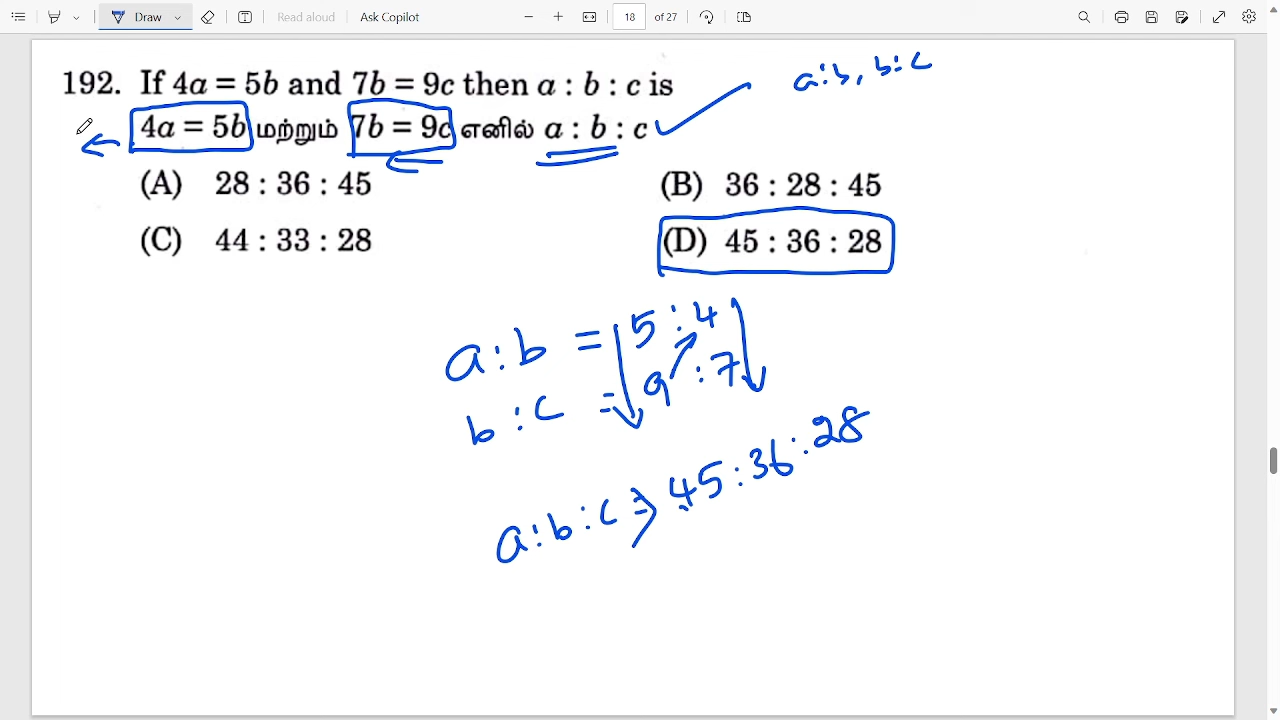 Draw Read aloud Ask Copilot 18 of 27
a:b, b:c
192. If 4a = 5b and 7b = 9c then a : b : c is
4a = 5b மற்றும் 7b = 9c எனில் a : b : c
(A) 28 : 36 : 45
(B) 36 : 28 : 45
(C) 44 : 33 : 28
(D) 45 : 36 : 28
a:b = 5:4
b:c = 9:7
a:b:c ⇒ 45:36:28